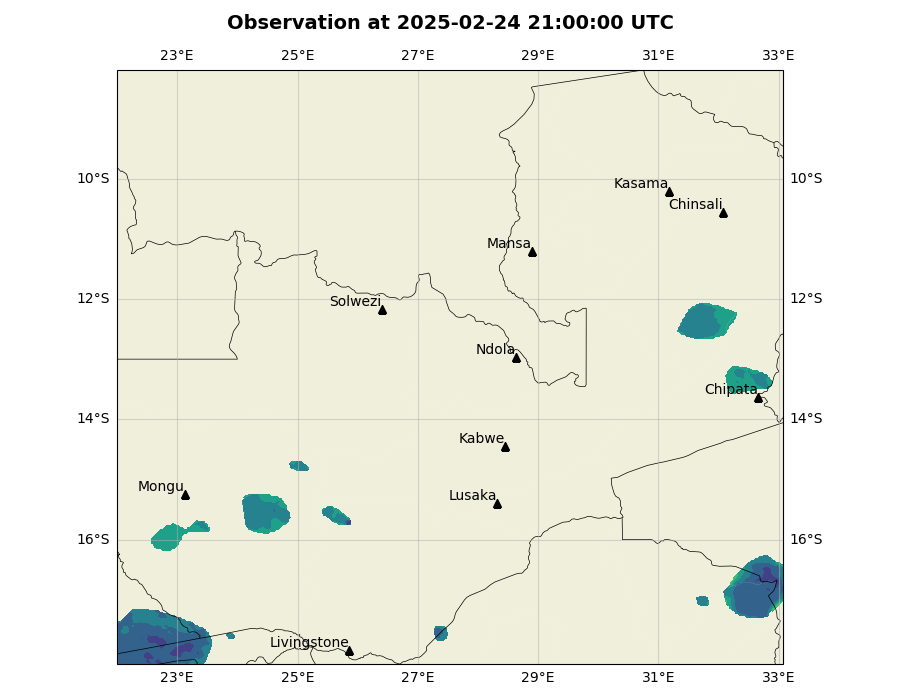 Observation at 2025-02-24 21:00:00 UTC
23°E 25°E 27°E 29°E 31°E 33°E
10°S 10°S
Kasama
Chinsali
Mansa
12°S 12°S
Solwezi
Ndola
Chipata
14°S 14°S
Kabwe
Mongu
Lusaka
16°S 16°S
Livingstone
23°E 25°E 27°E 29°E 31°E 33°E